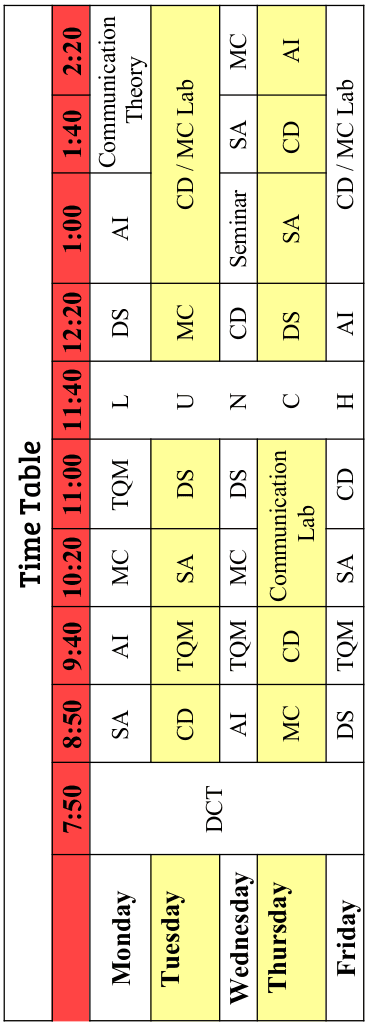 Time Table
7:50 8:50 9:40 10:20 11:00 11:40 12:20 1:00 1:40 2:20
Monday DCT SA AI MC TQM L DS AI Communication Theory
Tuesday CD TQM SA DS U MC CD / MC Lab
Wednesday AI TQM MC DS N CD Seminar SA MC
Thursday MC CD Communication Lab C DS SA CD AI
Friday DS TQM SA CD H AI CD / MC Lab